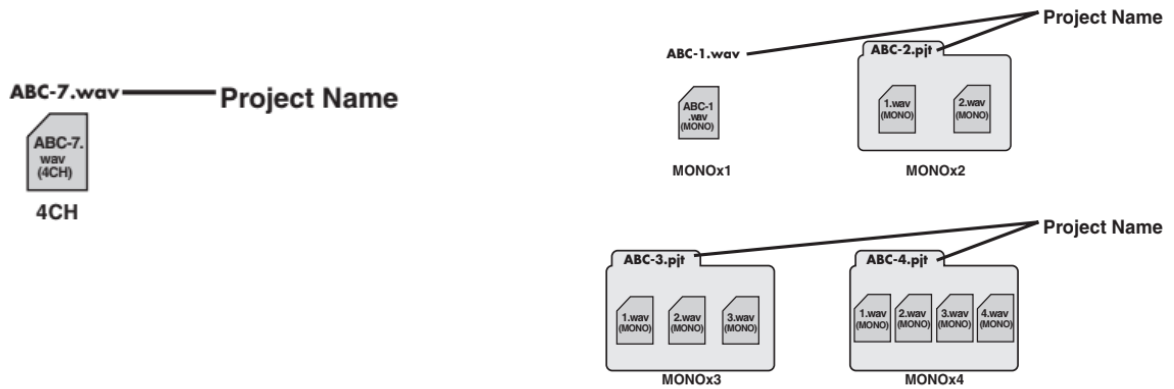 ABC-7.wav
Project Name
ABC-7.
wav
(4CH)
4CH
Project Name
ABC-1.wav
ABC-2.pjt
ABC-1
.wav
(MONO)
1.wav
(MONO)
2.wav
(MONO)
MONOx1
MONOx2
Project Name
ABC-3.pjt
ABC-4.pjt
1.wav
(MONO)
2.wav
(MONO)
3.wav
(MONO)
1.wav
(MONO)
2.wav
(MONO)
3.wav
(MONO)
4.wav
(MONO)
MONOx3
MONOx4